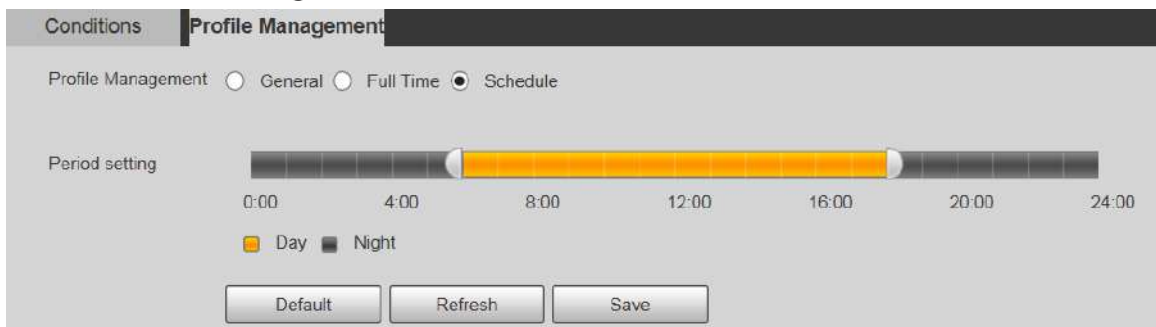 Conditions Profile Management
Profile Management General Full Time Schedule
Period setting
0:00 4:00 8:00 12:00 16:00 20:00 24:00
Day Night
Default Refresh Save